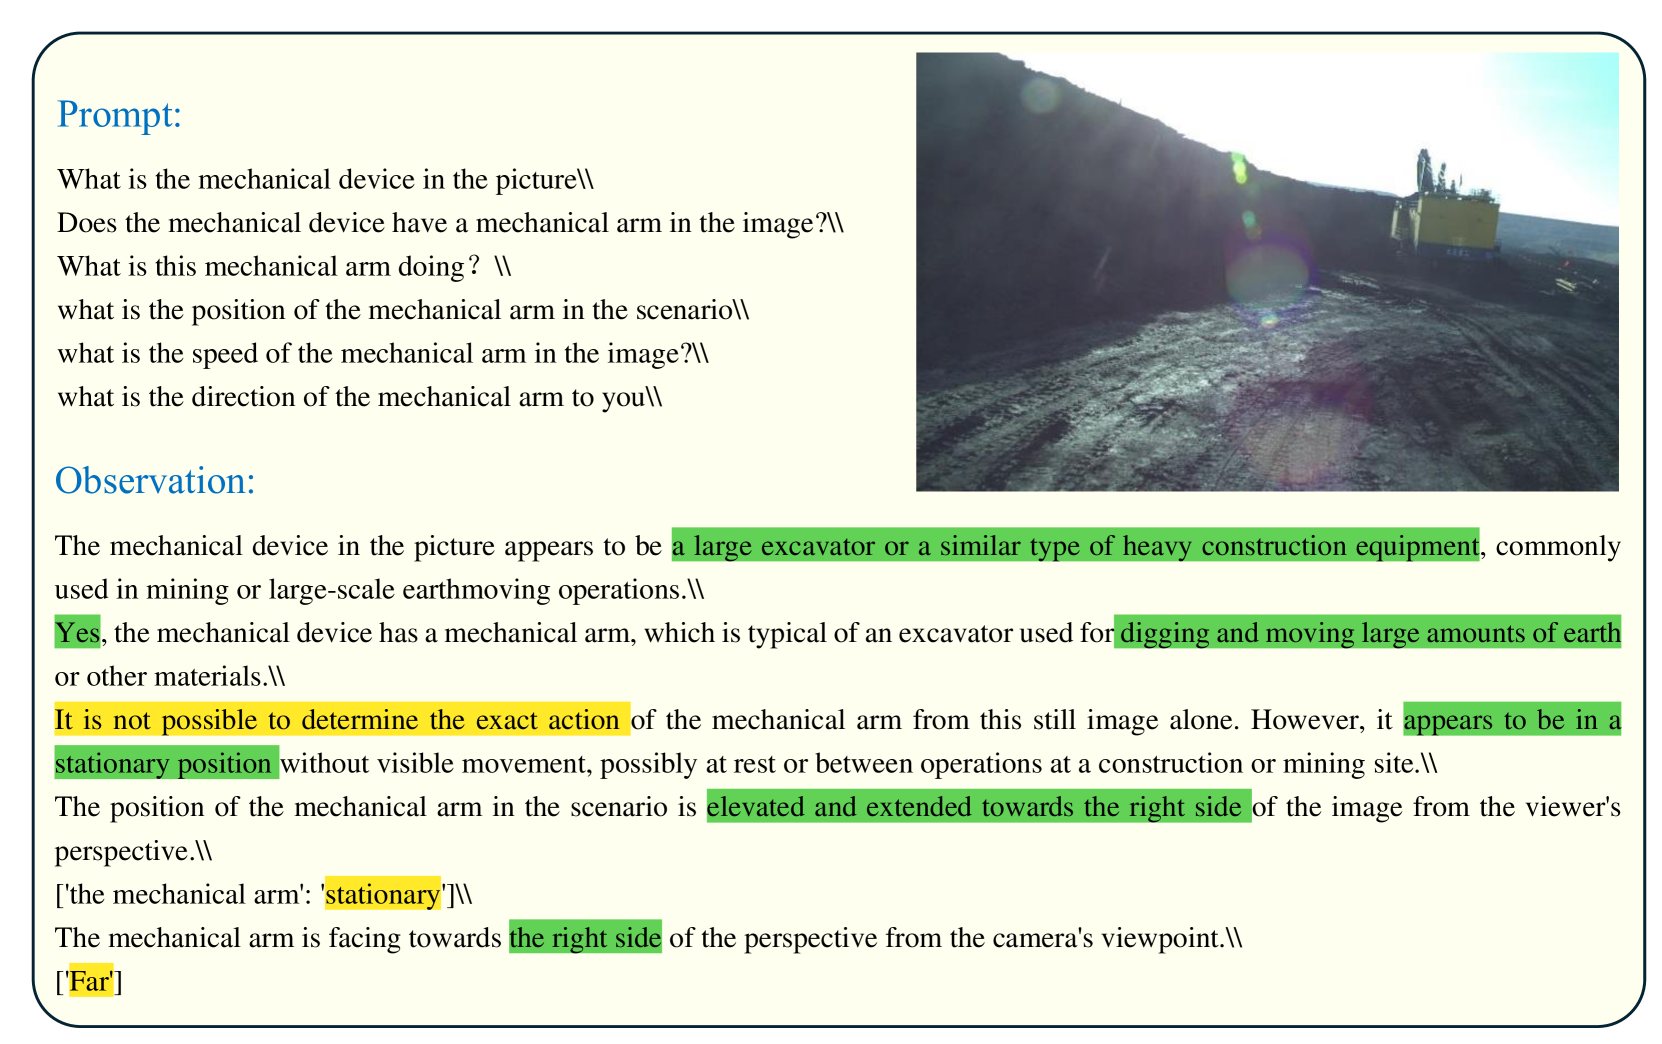 Prompt:
What is the mechanical device in the picture\\
Does the mechanical device have a mechanical arm in the image?\\
What is this mechanical arm doing？ \\
what is the position of the mechanical arm in the scenario\\
what is the speed of the mechanical arm in the image?\\
what is the direction of the mechanical arm to you\\
Observation:
The mechanical device in the picture appears to be a large excavator or a similar type of heavy construction equipment, commonly
used in mining or large-scale earthmoving operations.\\
Yes, the mechanical device has a mechanical arm, which is typical of an excavator used for digging and moving large amounts of earth
or other materials.\\
It is not possible to determine the exact action of the mechanical arm from this still image alone. However, it appears to be in a
stationary position without visible movement, possibly at rest or between operations at a construction or mining site.\\
The position of the mechanical arm in the scenario is elevated and extended towards the right side of the image from the viewer's
perspective.\\
['the mechanical arm': 'stationary']\\
The mechanical arm is facing towards the right side of the perspective from the camera's viewpoint.\\
['Far']